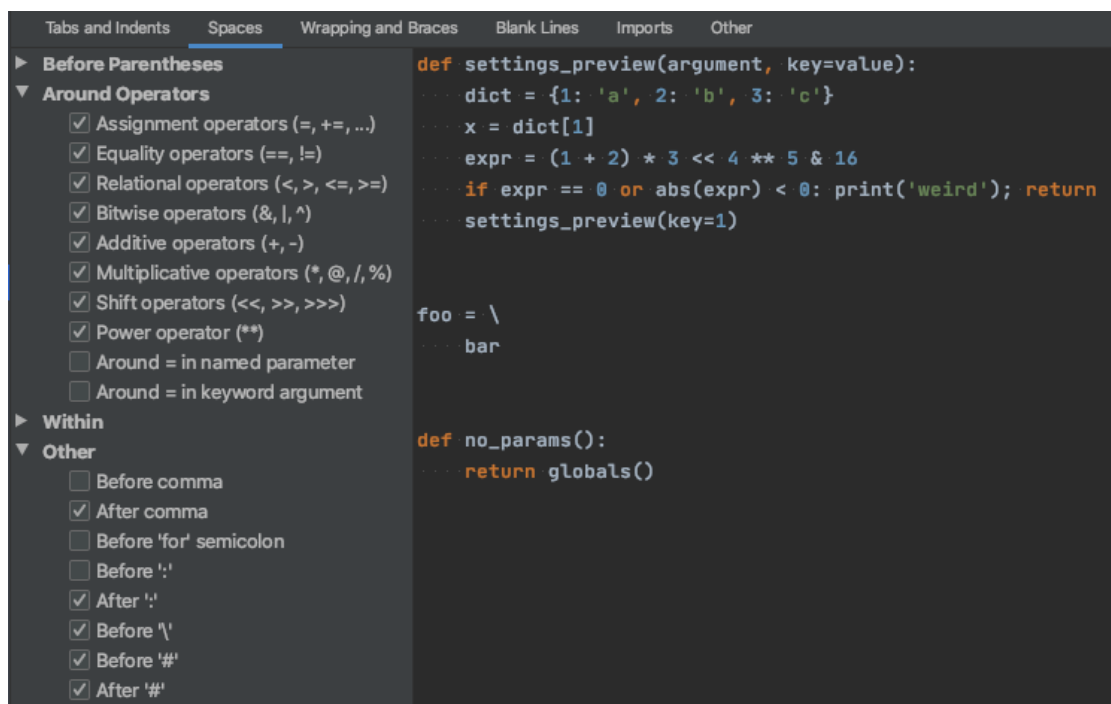 Tabs and Indents Spaces Wrapping and Braces Blank Lines Imports Other
Before Parentheses
Around Operators
Assignment operators (=, +=, ...)
Equality operators (==, !=)
Relational operators (<, >, <=, >=)
Bitwise operators (&, |, ^)
Additive operators (+, -)
Multiplicative operators (*, @, /, %)
Shift operators (<<, >>, >>>)
Power operator (**)
Around = in named parameter
Around = in keyword argument
Within
Other
Before comma
After comma
Before 'for' semicolon
Before ':'
After ':'
Before '\'
Before '#'
After '#'
def settings_preview(argument, key=value):
    dict = {1: 'a', 2: 'b', 3: 'c'}
    x = dict[1]
    expr = (1 + 2) * 3 << 4 ** 5 & 16
    if expr == 0 or abs(expr) < 0: print('weird'); return
    settings_preview(key=1)
foo = \
    bar
def no_params():
    return globals()